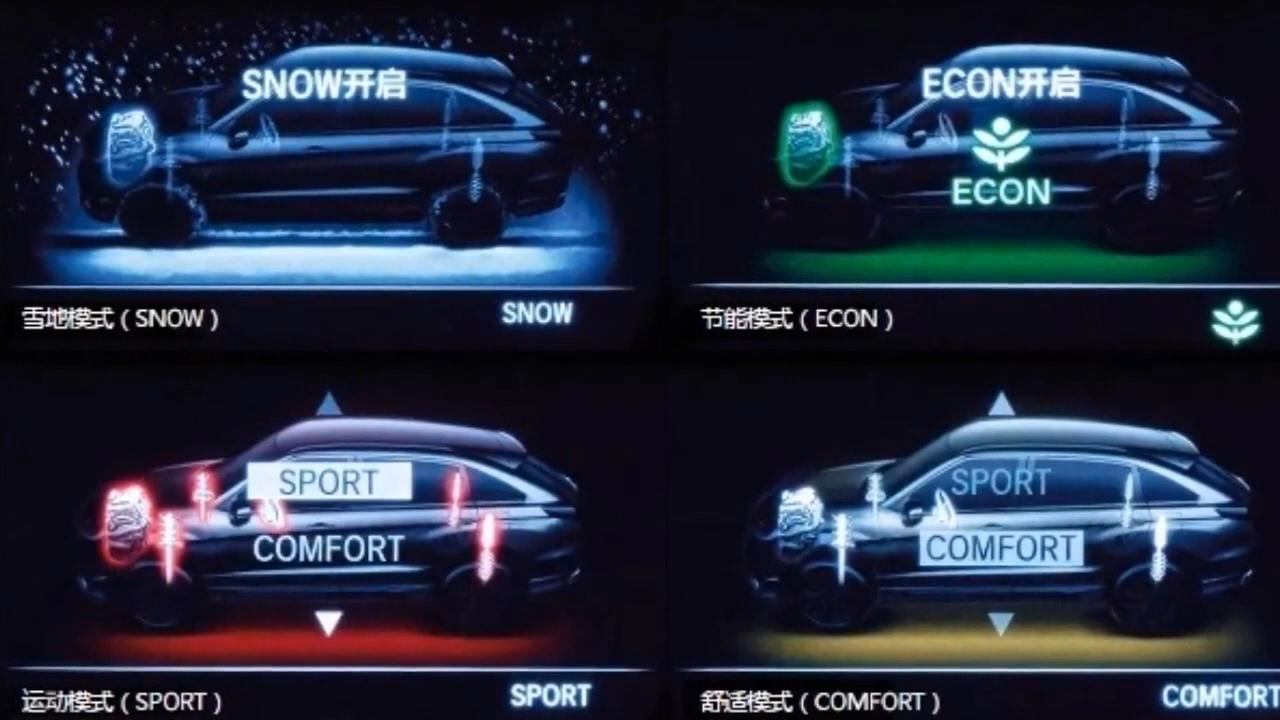 SNOW开启
雪地模式（SNOW）
SNOW
ECON开启
ECON
节能模式（ECON）
SPORT
COMFORT
运动模式（SPORT）
SPORT
SPORT
COMFORT
舒适模式（COMFORT）
COMFORT